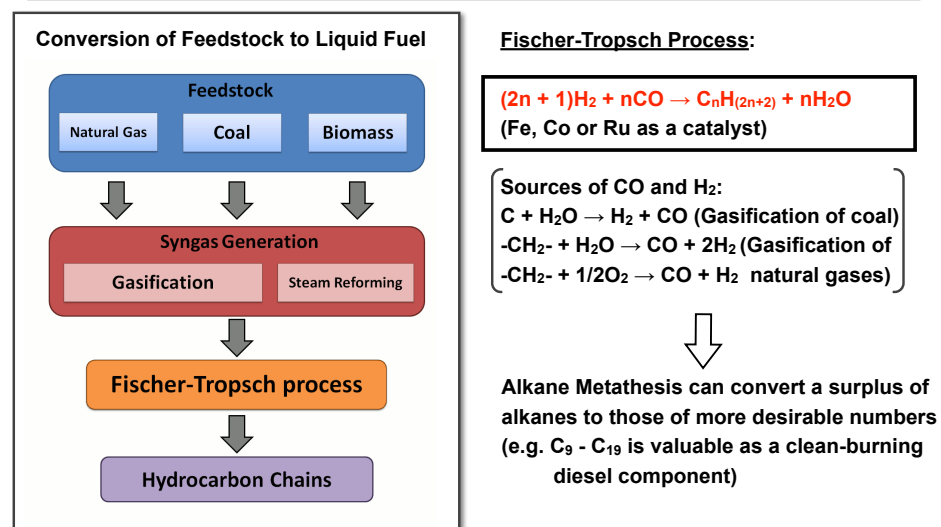 Conversion of Feedstock to Liquid Fuel
Feedstock
Natural Gas
Coal
Biomass
Syngas Generation
Gasification
Steam Reforming
Fischer-Tropsch process
Hydrocarbon Chains
Fischer-Tropsch Process:
(2n + 1)H₂ + nCO → CₙH₍₂ₙ₊₂₎ + nH₂O
(Fe, Co or Ru as a catalyst)
Sources of CO and H₂:
C + H₂O → H₂ + CO (Gasification of coal)
-CH₂- + H₂O → CO + 2H₂ (Gasification of
-CH₂- + 1/2O₂ → CO + H₂ natural gases)
Alkane Metathesis can convert a surplus of
alkanes to those of more desirable numbers
(e.g. C₉ - C₁₉ is valuable as a clean-burning
diesel component)